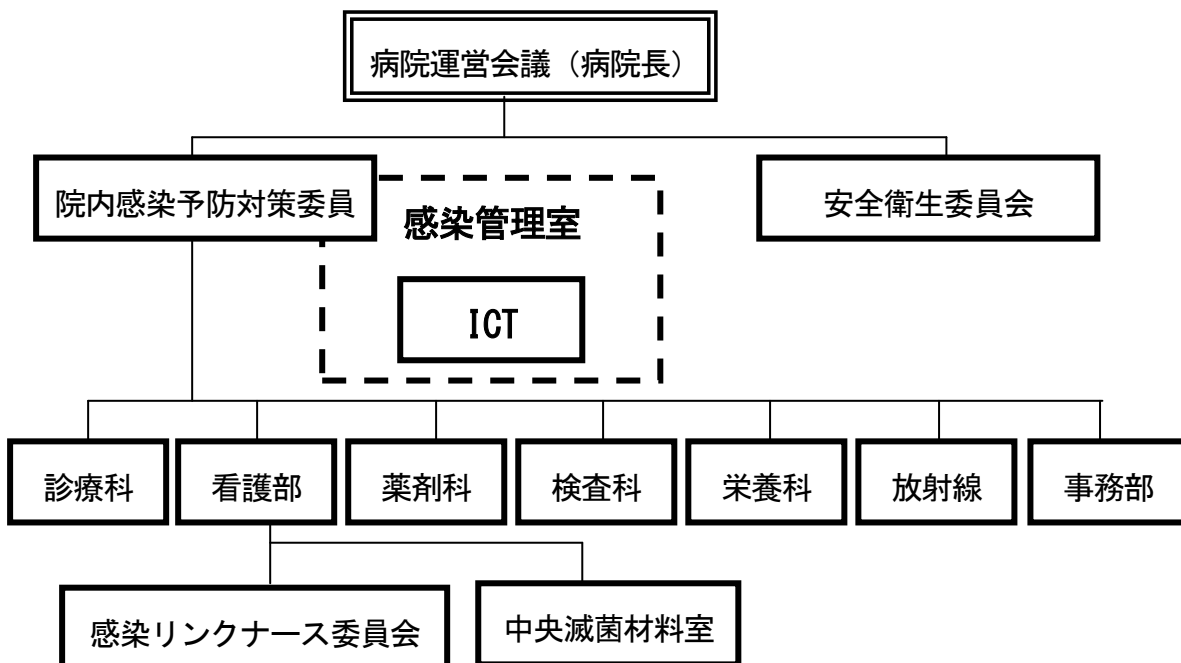 病院運営会議（病院長）
院内感染予防対策委員
安全衛生委員会
感染管理室
ICT
診療科
看護部
薬剤科
検査科
栄養科
放射線
事務部
感染リンクナース委員会
中央滅菌材料室